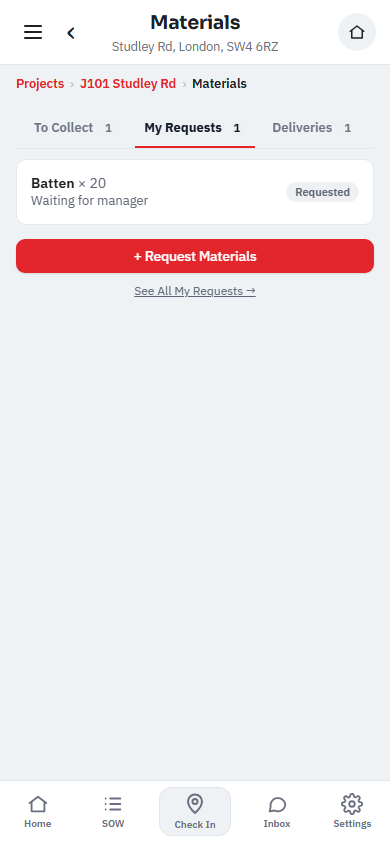 Materials
Studley Rd, London, SW4 6RZ
Projects › J101 Studley Rd › Materials
To Collect 1 My Requests 1 Deliveries 1
Batten × 20
Waiting for manager
Requested
+ Request Materials
See All My Requests →
Home SOW Check In Inbox Settings